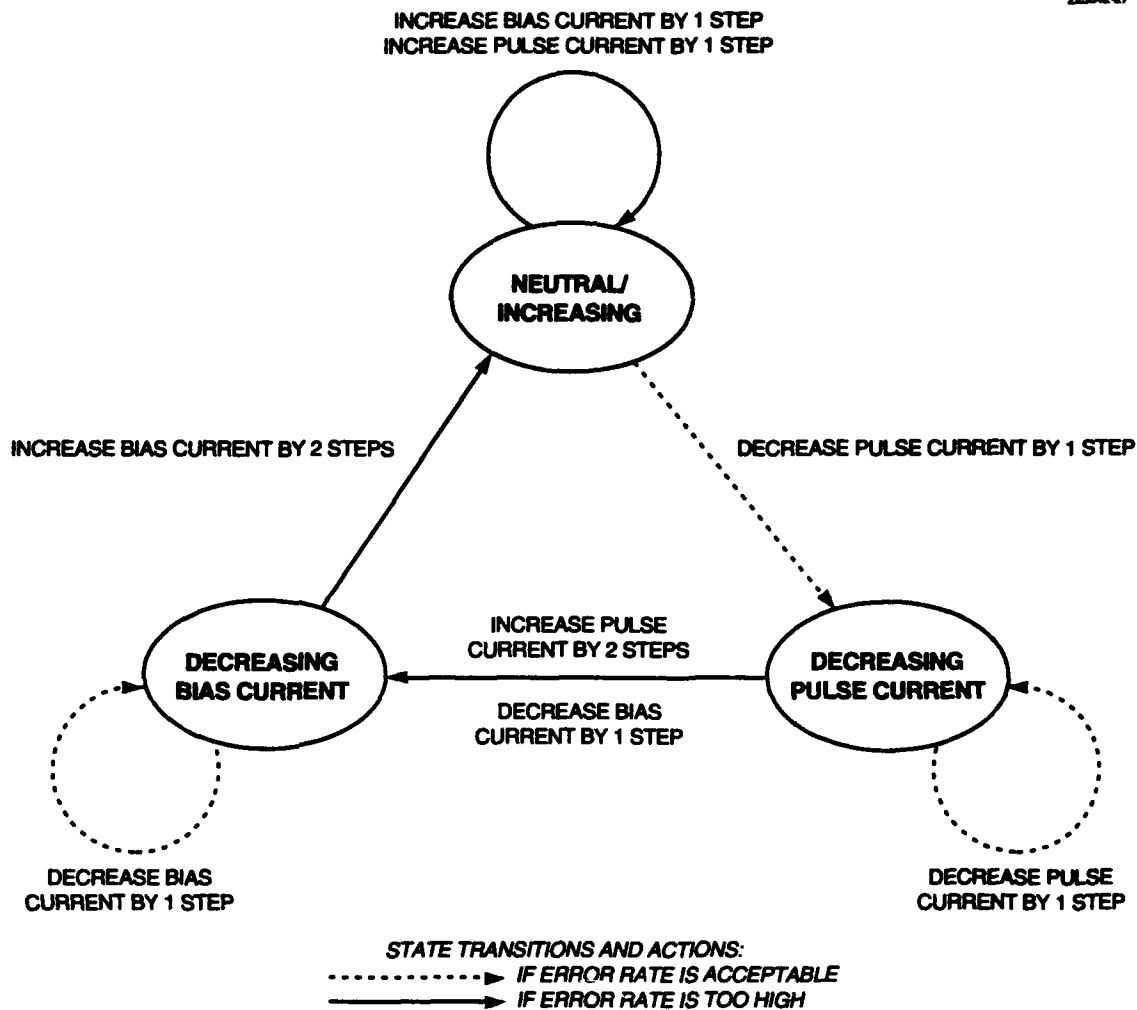 INCREASE BIAS CURRENT BY 1 STEP
INCREASE PULSE CURRENT BY 1 STEP
NEUTRAL/
INCREASING
INCREASE BIAS CURRENT BY 2 STEPS
DECREASE PULSE CURRENT BY 1 STEP
DECREASING
BIAS CURRENT
INCREASE PULSE
CURRENT BY 2 STEPS
DECREASE BIAS
CURRENT BY 1 STEP
DECREASING
PULSE CURRENT
DECREASE BIAS
CURRENT BY 1 STEP
DECREASE PULSE
CURRENT BY 1 STEP
STATE TRANSITIONS AND ACTIONS:
IF ERROR RATE IS ACCEPTABLE
IF ERROR RATE IS TOO HIGH